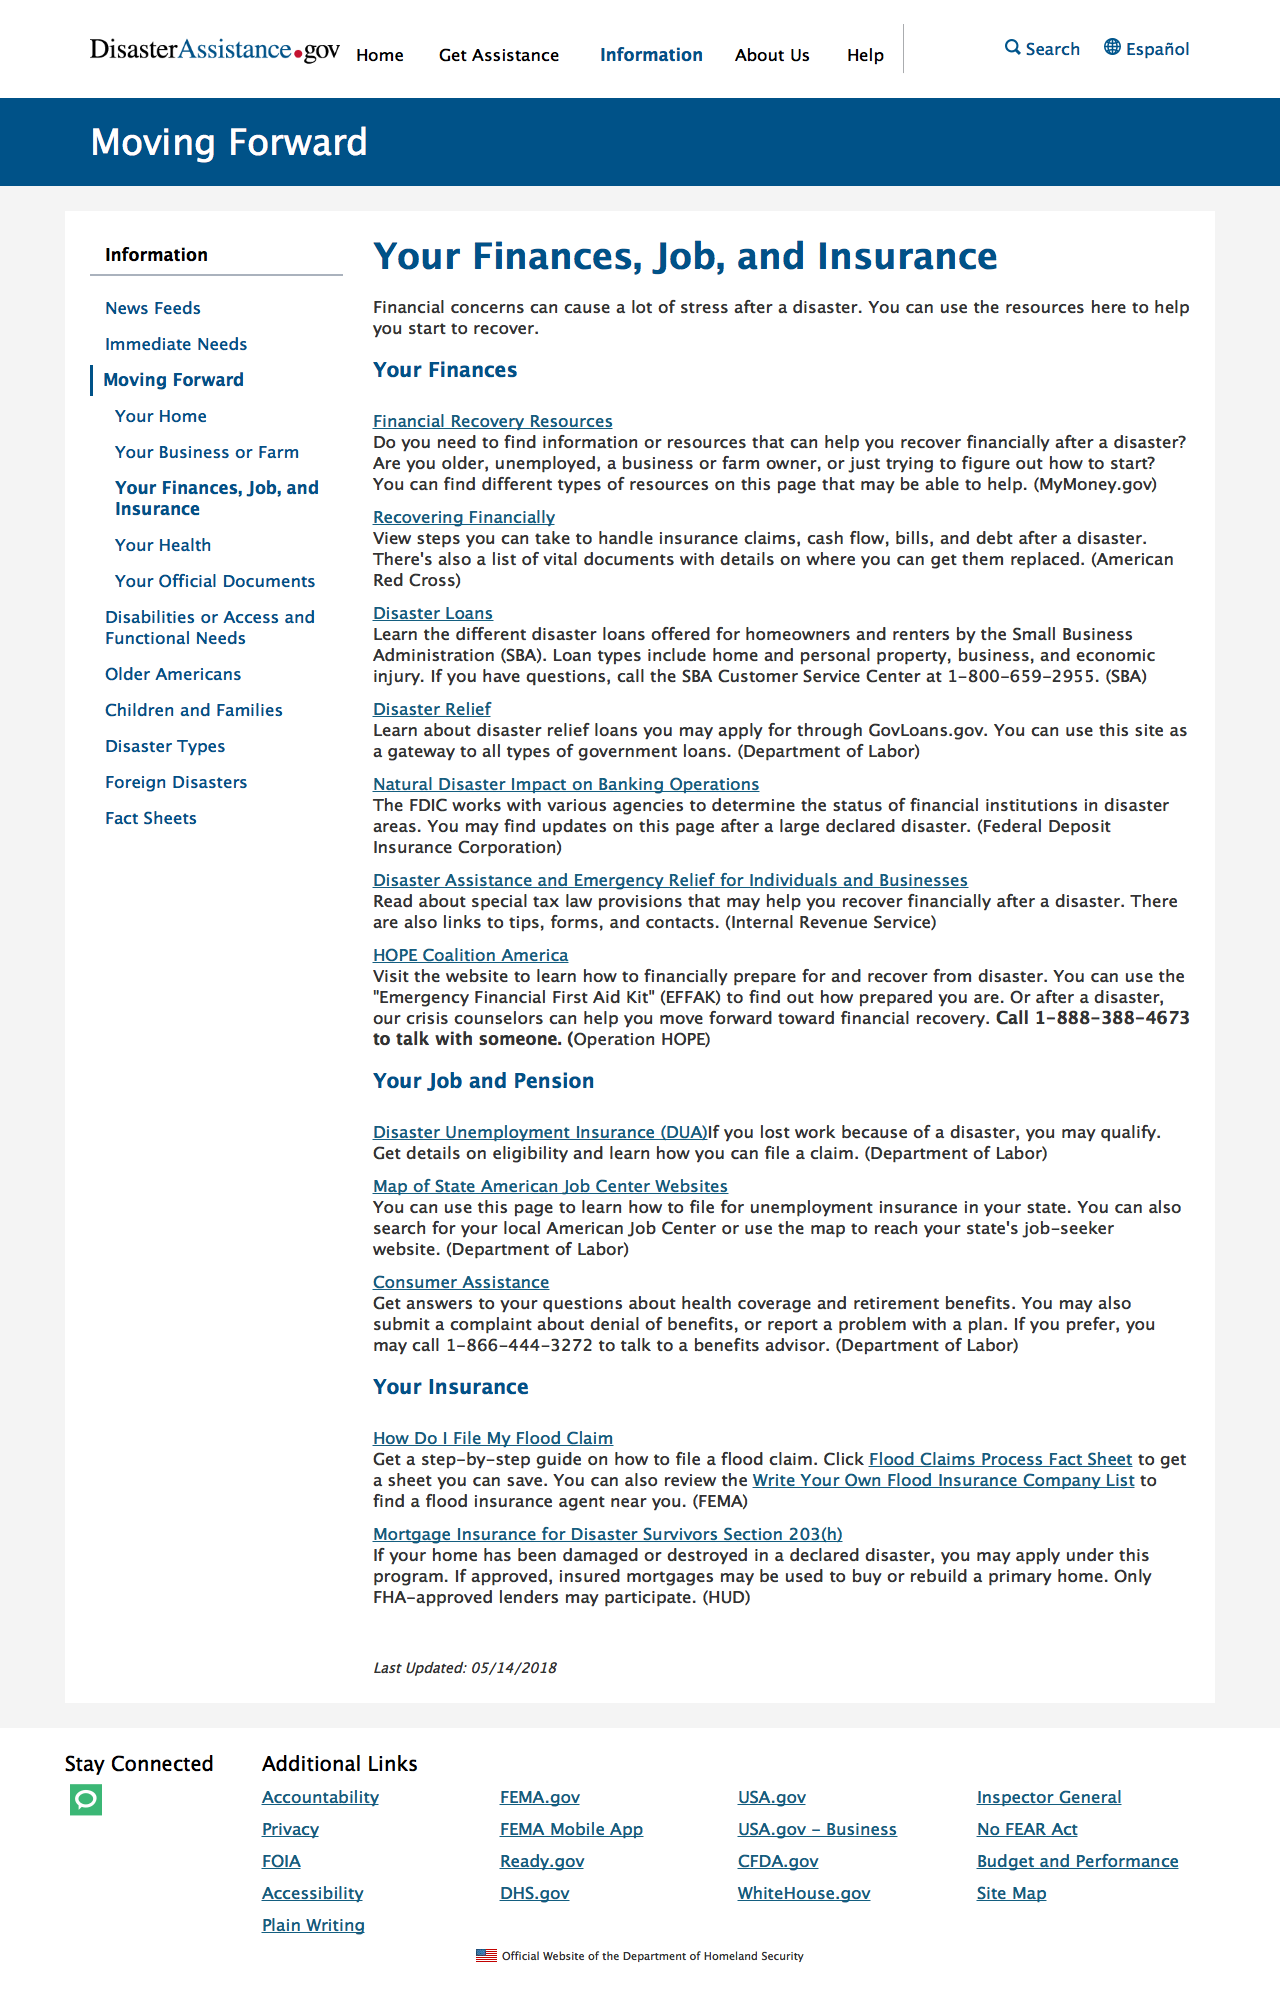 DisasterAssistance.gov
Home
Get Assistance
Information
About Us
Help
Search
Español
Moving Forward
Information
News Feeds
Immediate Needs
Moving Forward
Your Home
Your Business or Farm
Your Finances, Job, and
Insurance
Your Health
Your Official Documents
Disabilities or Access and
Functional Needs
Older Americans
Children and Families
Disaster Types
Foreign Disasters
Fact Sheets
Your Finances, Job, and Insurance
Financial concerns can cause a lot of stress after a disaster. You can use the resources here to help
you start to recover.
Your Finances
Financial Recovery Resources
Do you need to find information or resources that can help you recover financially after a disaster?
Are you older, unemployed, a business or farm owner, or just trying to figure out how to start?
You can find different types of resources on this page that may be able to help. (MyMoney.gov)
Recovering Financially
View steps you can take to handle insurance claims, cash flow, bills, and debt after a disaster.
There's also a list of vital documents with details on where you can get them replaced. (American
Red Cross)
Disaster Loans
Learn the different disaster loans offered for homeowners and renters by the Small Business
Administration (SBA). Loan types include home and personal property, business, and economic
injury. If you have questions, call the SBA Customer Service Center at 1-800-659-2955. (SBA)
Disaster Relief
Learn about disaster relief loans you may apply for through GovLoans.gov. You can use this site as
a gateway to all types of government loans. (Department of Labor)
Natural Disaster Impact on Banking Operations
The FDIC works with various agencies to determine the status of financial institutions in disaster
areas. You may find updates on this page after a large declared disaster. (Federal Deposit
Insurance Corporation)
Disaster Assistance and Emergency Relief for Individuals and Businesses
Read about special tax law provisions that may help you recover financially after a disaster. There
are also links to tips, forms, and contacts. (Internal Revenue Service)
HOPE Coalition America
Visit the website to learn how to financially prepare for and recover from disaster. You can use the
"Emergency Financial First Aid Kit" (EFFAK) to find out how prepared you are. Or after a disaster,
our crisis counselors can help you move forward toward financial recovery. Call 1-888-388-4673
to talk with someone. (Operation HOPE)
Your Job and Pension
Disaster Unemployment Insurance (DUA)If you lost work because of a disaster, you may qualify.
Get details on eligibility and learn how you can file a claim. (Department of Labor)
Map of State American Job Center Websites
You can use this page to learn how to file for unemployment insurance in your state. You can also
search for your local American Job Center or use the map to reach your state's job-seeker
website. (Department of Labor)
Consumer Assistance
Get answers to your questions about health coverage and retirement benefits. You may also
submit a complaint about denial of benefits, or report a problem with a plan. If you prefer, you
may call 1-866-444-3272 to talk to a benefits advisor. (Department of Labor)
Your Insurance
How Do I File My Flood Claim
Get a step-by-step guide on how to file a flood claim. Click Flood Claims Process Fact Sheet to get
a sheet you can save. You can also review the Write Your Own Flood Insurance Company List to
find a flood insurance agent near you. (FEMA)
Mortgage Insurance for Disaster Survivors Section 203(h)
If your home has been damaged or destroyed in a declared disaster, you may apply under this
program. If approved, insured mortgages may be used to buy or rebuild a primary home. Only
FHA-approved lenders may participate. (HUD)
Last Updated: 05/14/2018
Stay Connected
Additional Links
Accountability
Privacy
FOIA
Accessibility
Plain Writing
FEMA.gov
FEMA Mobile App
Ready.gov
DHS.gov
USA.gov
USA.gov - Business
CFDA.gov
WhiteHouse.gov
Inspector General
No FEAR Act
Budget and Performance
Site Map
Official Website of the Department of Homeland Security